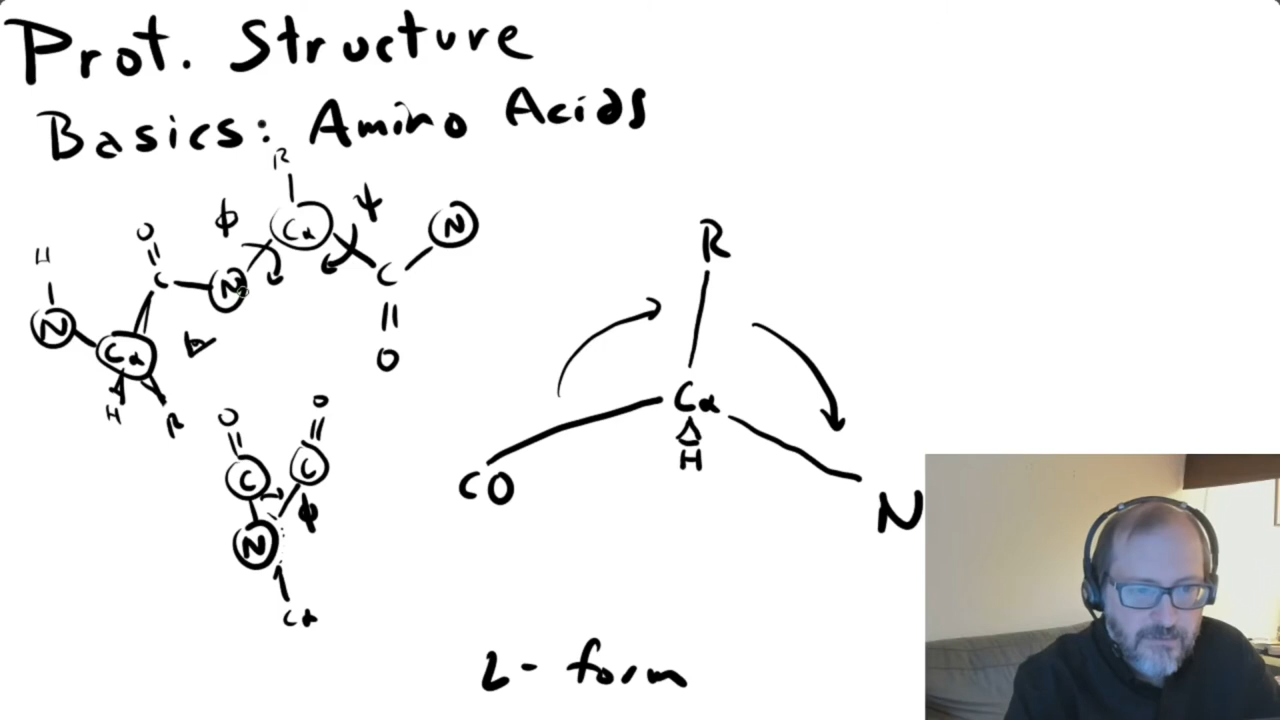 Prot. Structure
Basics: Amino Acids
R
Cα
ϕ
ψ
N
O
C
N
C
O
H
N
Cα
H
R
R
Cα
H
CO
N
O
O
C
C
ϕ
N
Cα
L- form